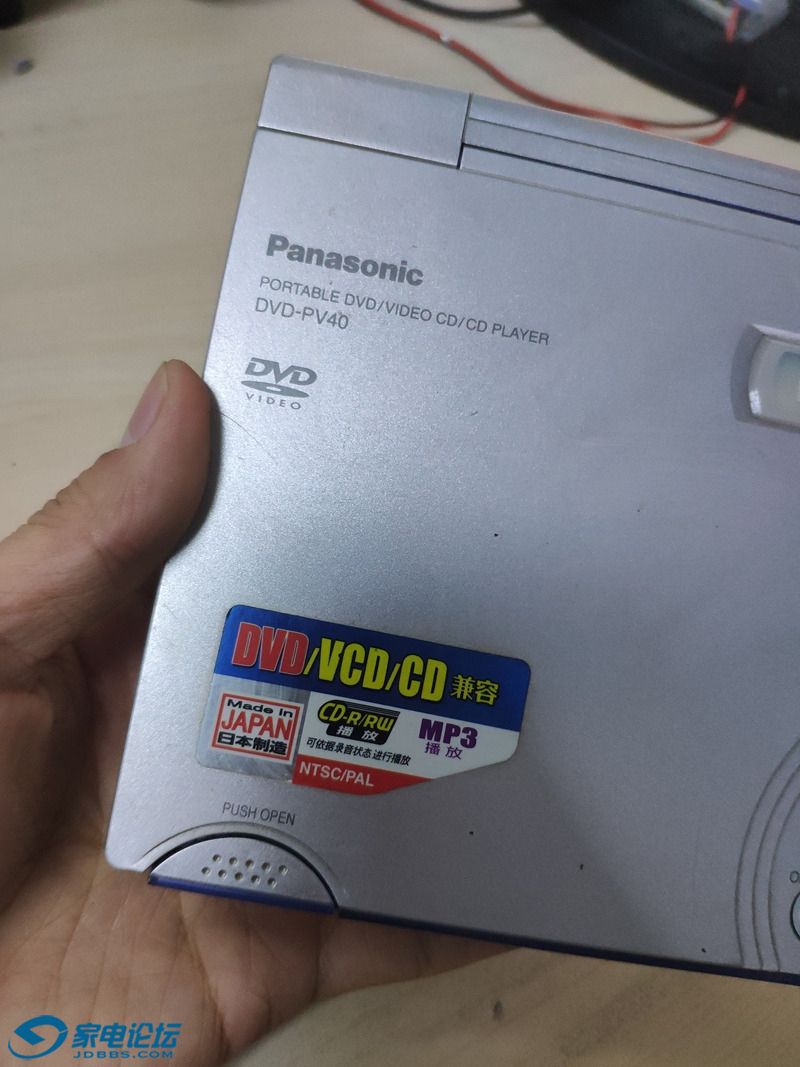 Panasonic
PORTABLE DVD/VIDEO CD/CD PLAYER
DVD-PV40
DVD
VIDEO
DVD/VCD/CD 兼容
Made in
JAPAN
日本制造
CD-R/RW
播放
可依据录音状态进行播放
MP3
播放
NTSC/PAL
PUSH OPEN
家电论坛
JDBBS.COM